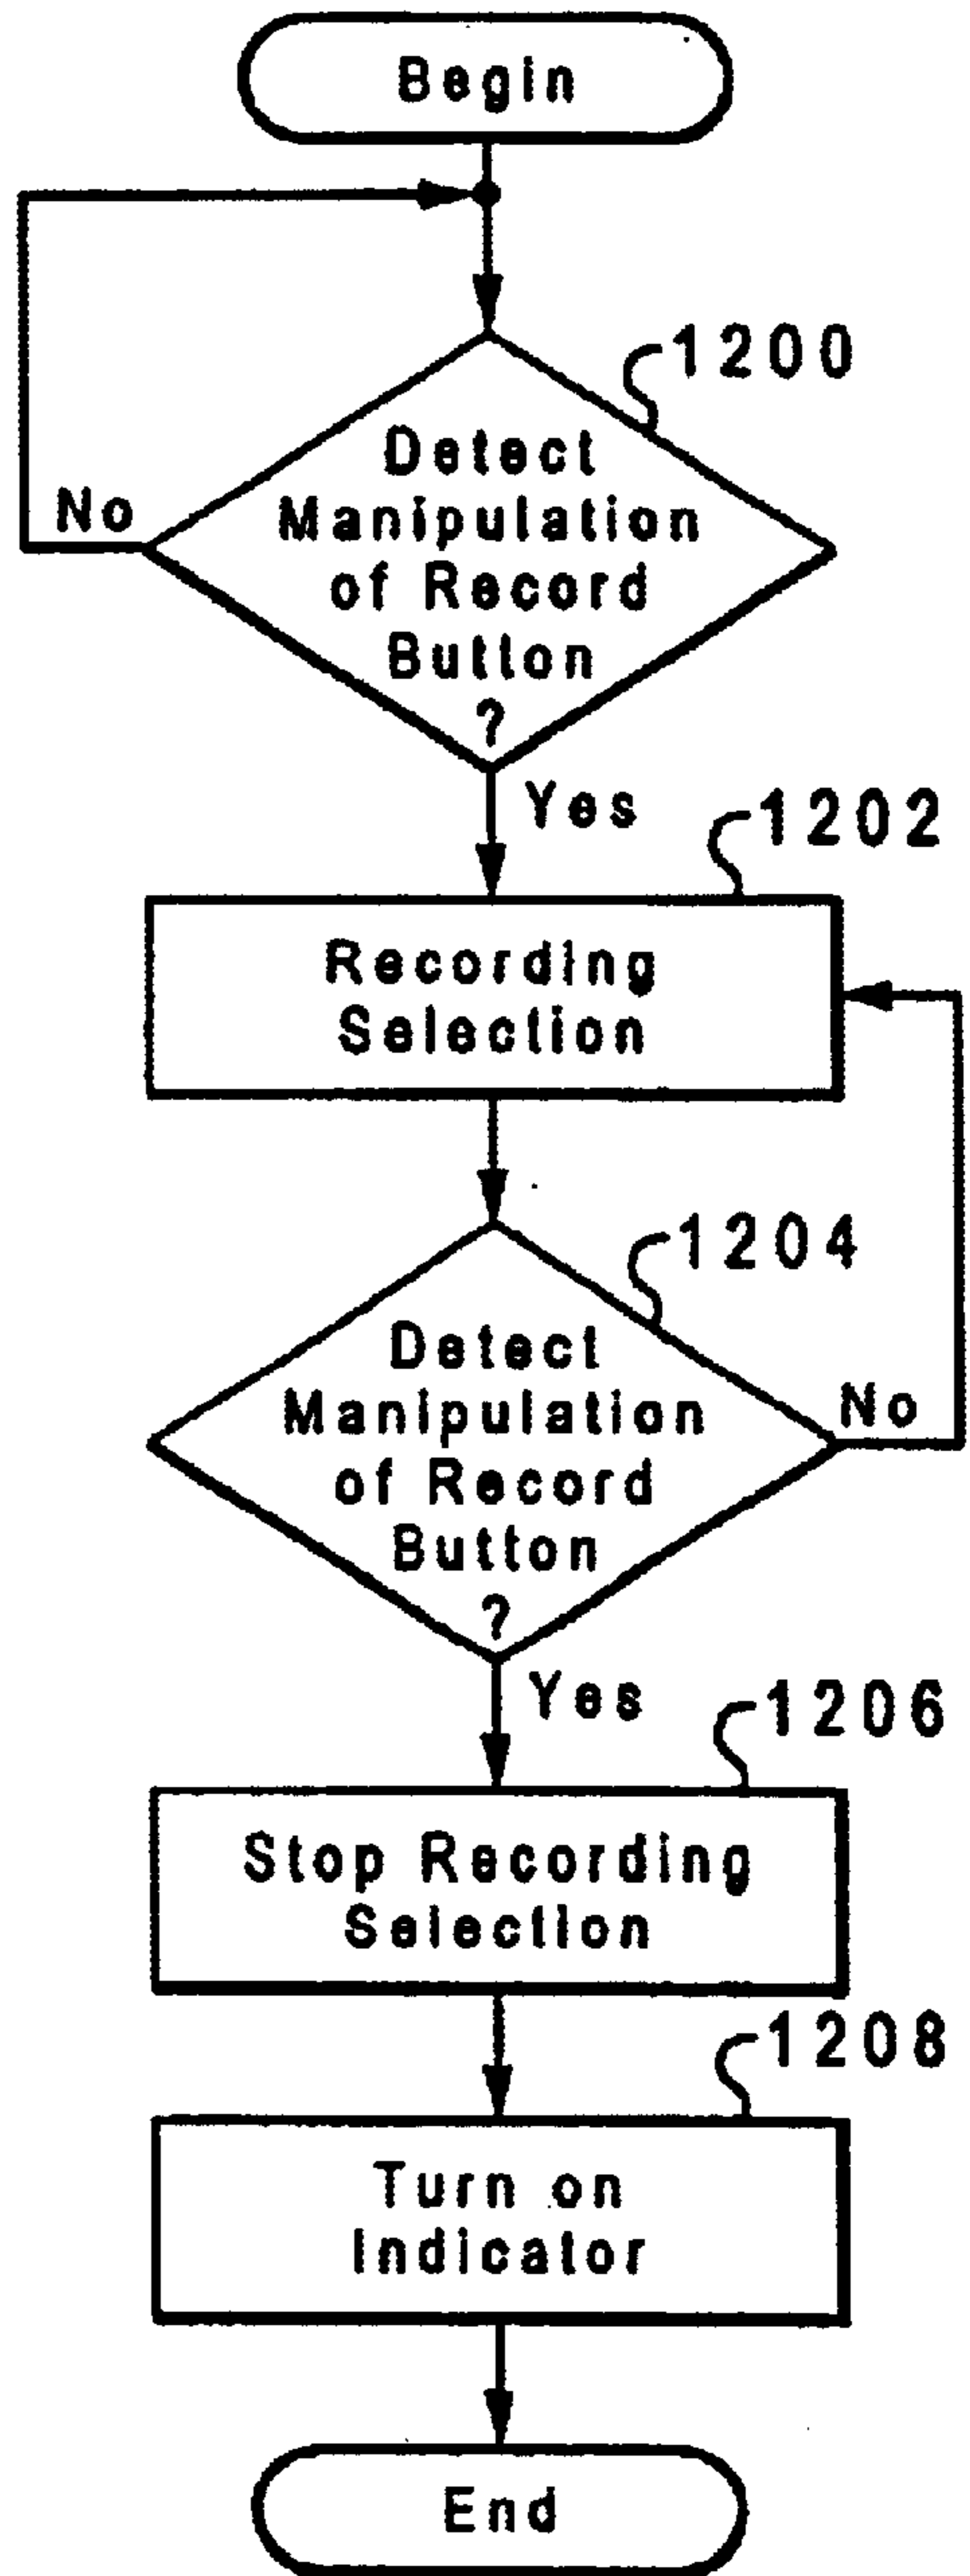 Begin
1200
Detect
Manipulation
of Record
Button
?
No
Yes
1202
Recording
Selection
1204
Detect
Manipulation
of Record
Button
?
No
Yes
1206
Stop Recording
Selection
1208
Turn on
Indicator
End